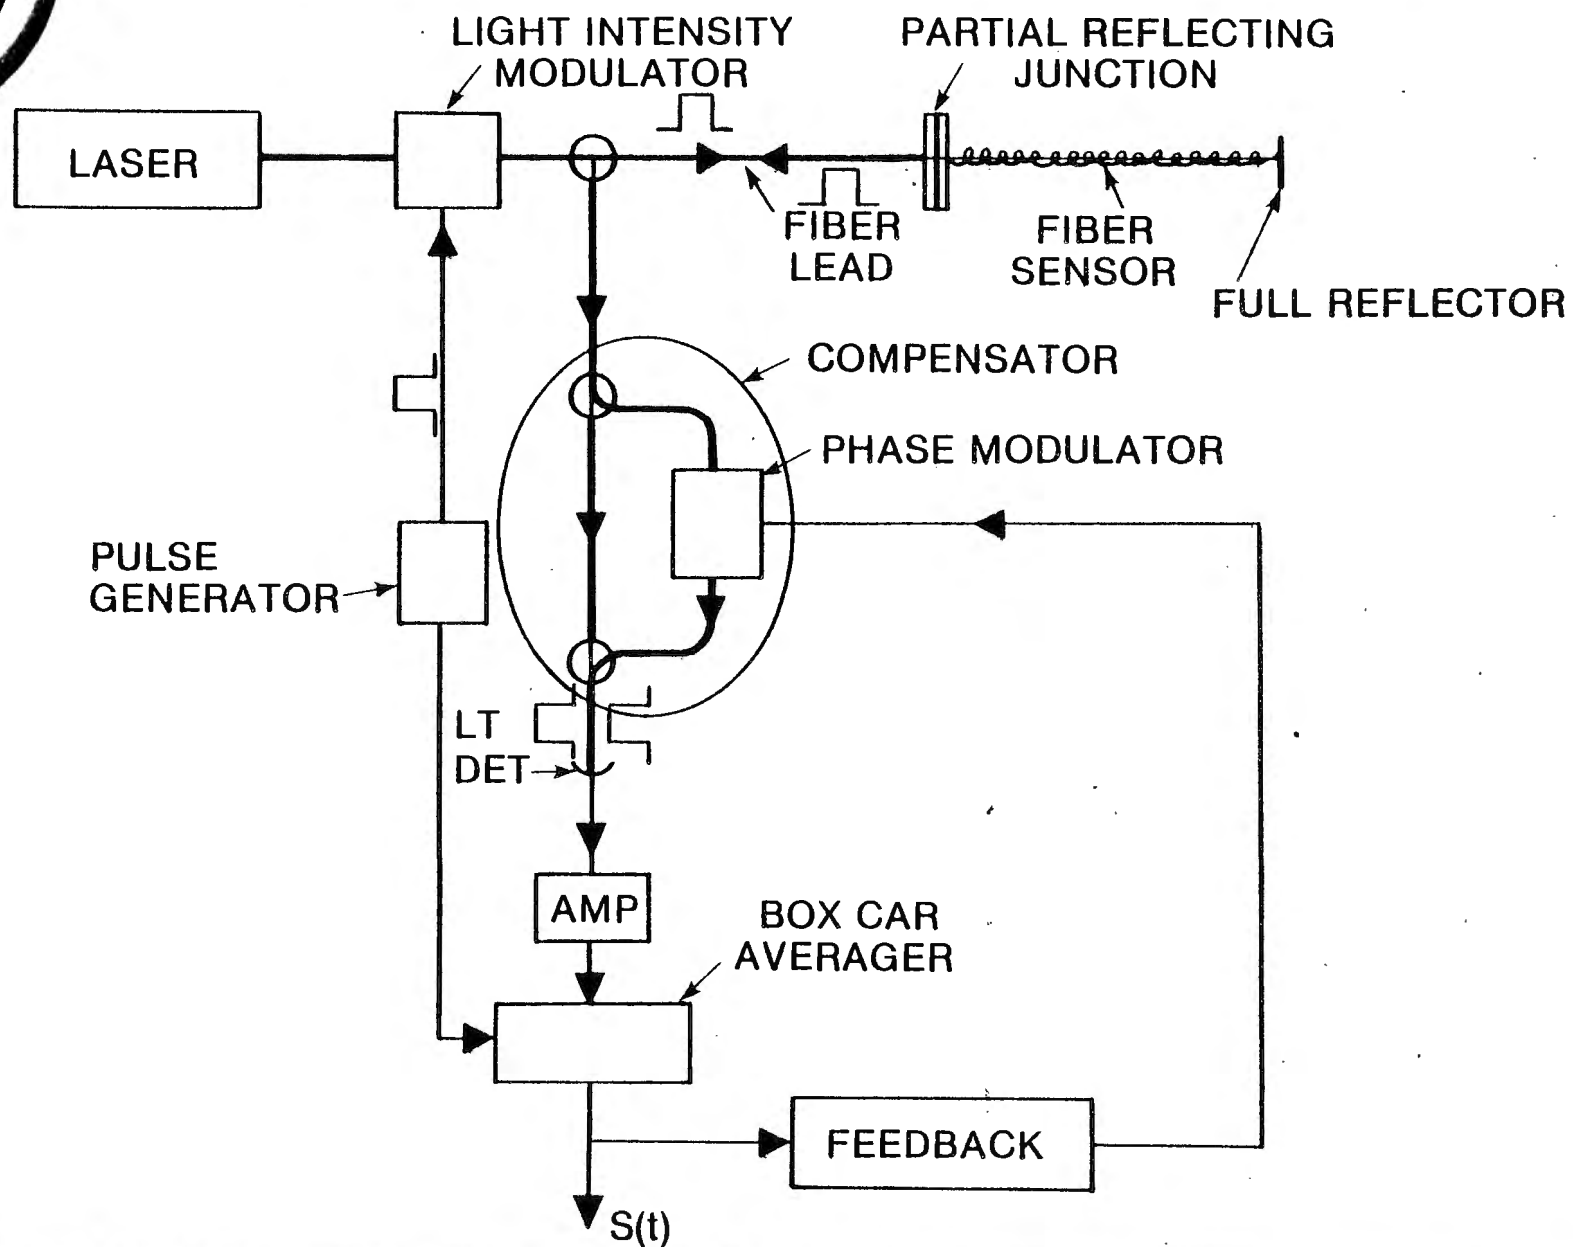 LIGHT INTENSITY
MODULATOR
PARTIAL REFLECTING
JUNCTION
LASER
FIBER
LEAD
FIBER
SENSOR
FULL REFLECTOR
COMPENSATOR
PHASE MODULATOR
PULSE
GENERATOR
LT
DET
AMP
BOX CAR
AVERAGER
FEEDBACK
S(t)